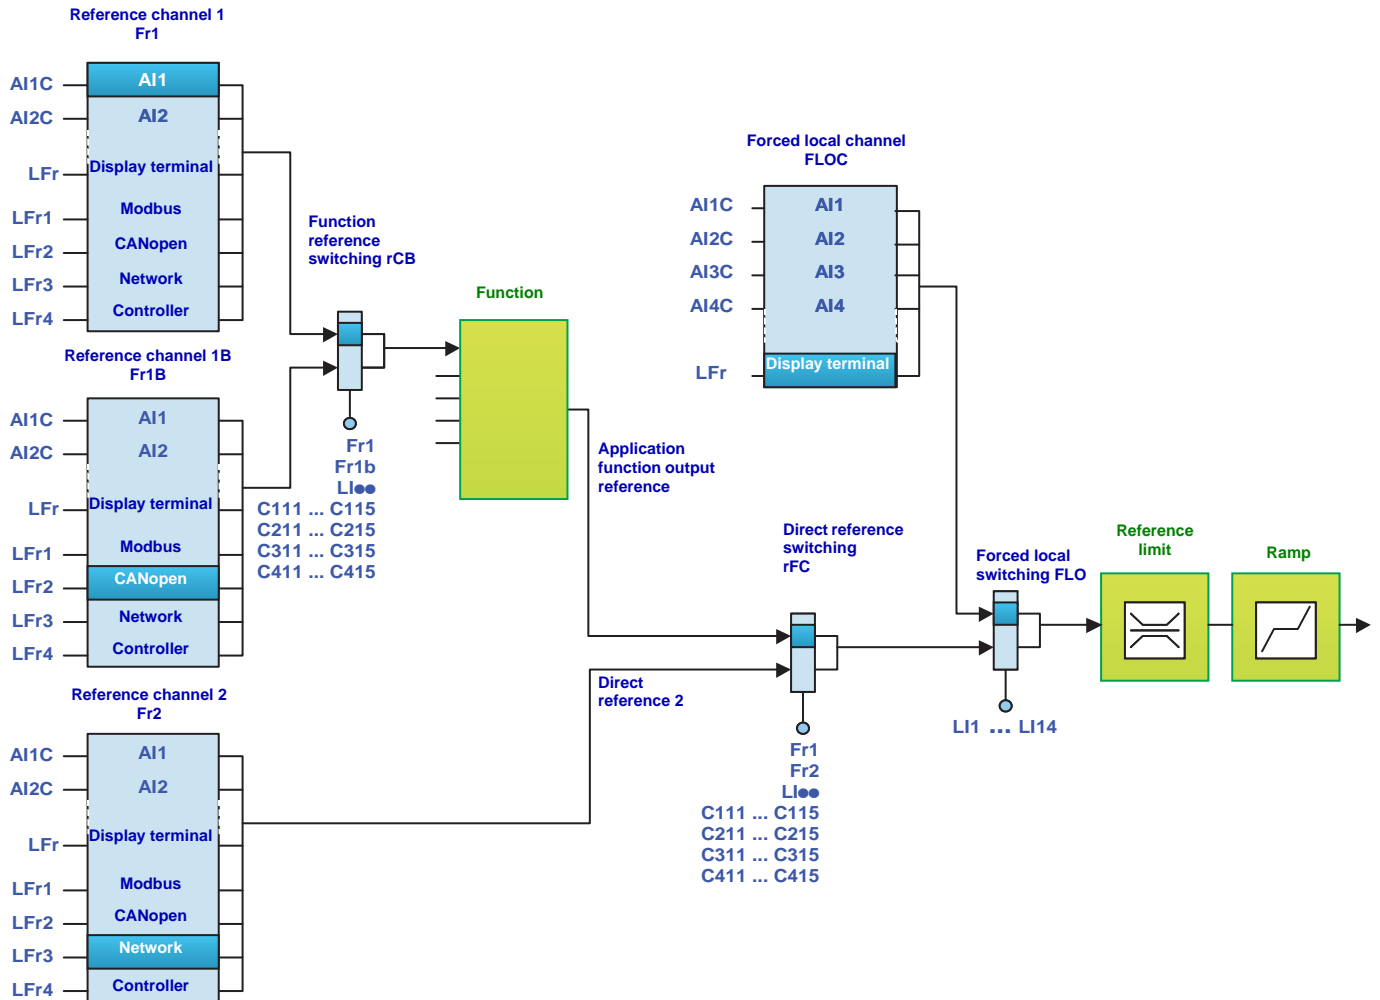 Reference channel 1
Fr1
AI1C
AI1
AI2C
AI2
LFr
Display terminal
LFr1
Modbus
LFr2
CANopen
LFr3
Network
LFr4
Controller
Function
reference
switching rCB
Reference channel 1B
Fr1B
AI1C
AI1
AI2C
AI2
LFr
Display terminal
LFr1
Modbus
LFr2
CANopen
LFr3
Network
LFr4
Controller
Fr1
Fr1b
LI●●
C111 ... C115
C211 ... C215
C311 ... C315
C411 ... C415
Function
Application
function output
reference
Forced local channel
FLOC
AI1C
AI1
AI2C
AI2
AI3C
AI3
AI4C
AI4
LFr
Display terminal
Reference channel 2
Fr2
AI1C
AI1
AI2C
AI2
LFr
Display terminal
LFr1
Modbus
LFr2
CANopen
LFr3
Network
LFr4
Controller
Direct
reference 2
Direct reference
switching
rFC
Fr1
Fr2
LI●●
C111 ... C115
C211 ... C215
C311 ... C315
C411 ... C415
Forced local
switching FLO
LI1 ... LI14
Reference
limit
Ramp